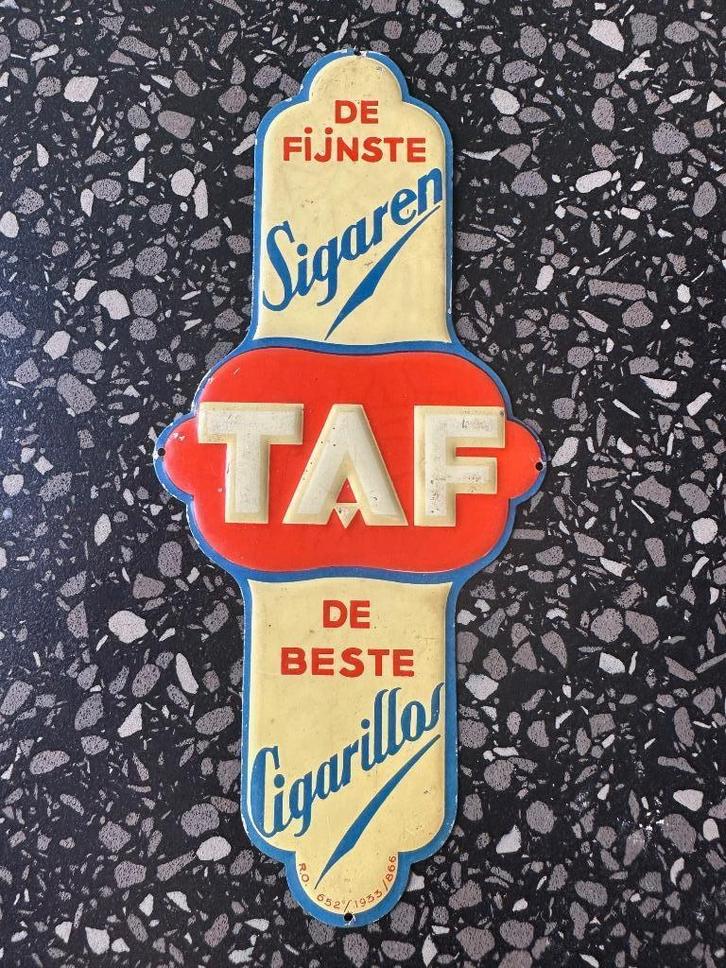 DE
FijNSTE
Sigaren
TAF
DE
BESTE
Cigarillos
R.O. 652/1933/866